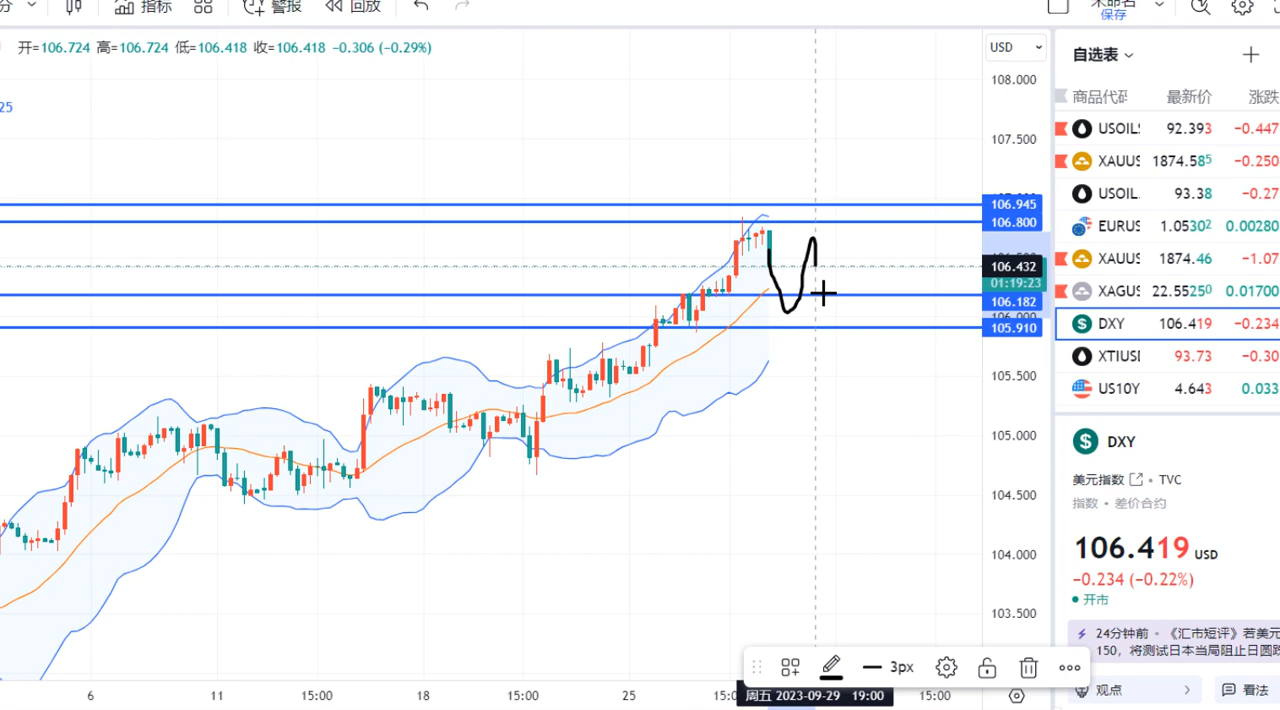 分 指标 警报 回放 未命名
保存
开=106.724 高=106.724 低=106.418 收=106.418 -0.306 (-0.29%)
25
USD
108.000
107.500
106.945
106.800
106.432
01:19:23
106.182
106.000
105.910
105.500
105.000
104.500
104.000
103.500
6 11 15:00 18 15:00 25 15:0 周五 2023-09-29 19:00 15:00
3px
自选表
商品代码 最新价 涨跌
USOIL 92.393 -0.447
XAUUS 1874.585 -0.250
USOIL. 93.38 -0.27
EURUS 1.05302 0.00280
XAUUS 1874.46 -1.07
XAGUS 22.55250 0.01700
DXY 106.419 -0.234
XTIUSI 93.73 -0.30
US10Y 4.643 0.033
DXY
美元指数 • TVC
指数 • 差价合约
106.419 USD
-0.234 (-0.22%)
开市
24分钟前 • 《汇市短评》若美元
150，将测试日本当局阻止日圆跌
观点 看法